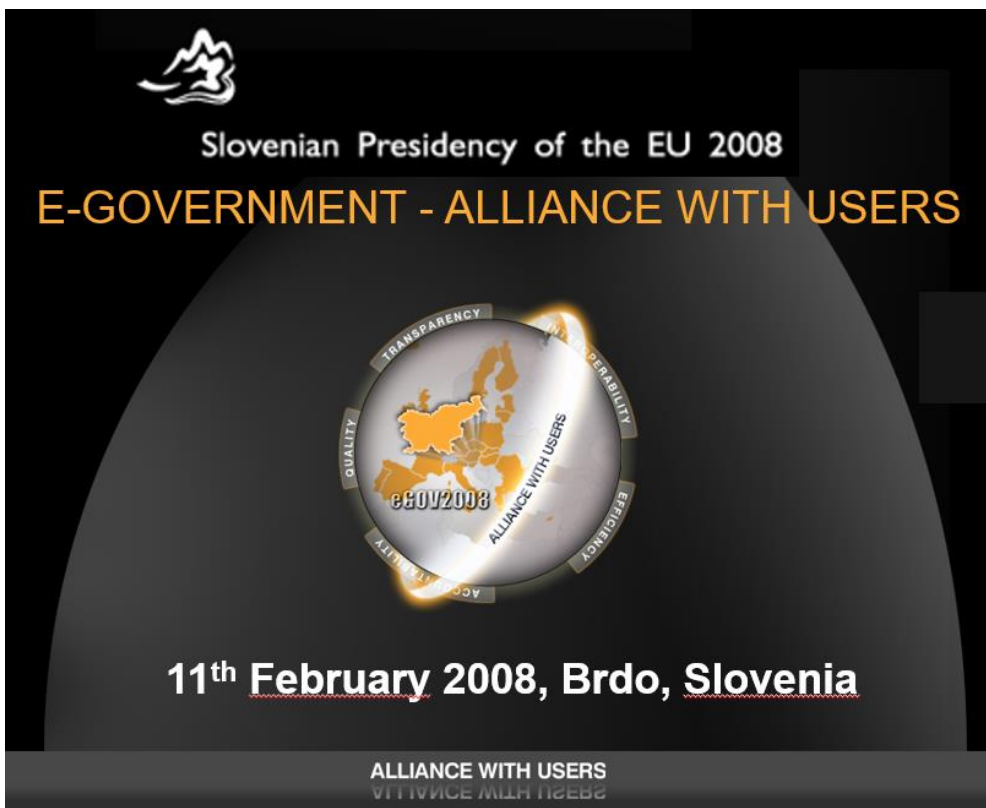 Slovenian Presidency of the EU 2008
E-GOVERNMENT - ALLIANCE WITH USERS
TRANSPARENCY
INTEROPERABILITY
QUALITY
ALLIANCE WITH USERS
eGOV2008
EFFICIENCY
ACCOUNTABILITY
11th February 2008, Brdo, Slovenia
ALLIANCE WITH USERS